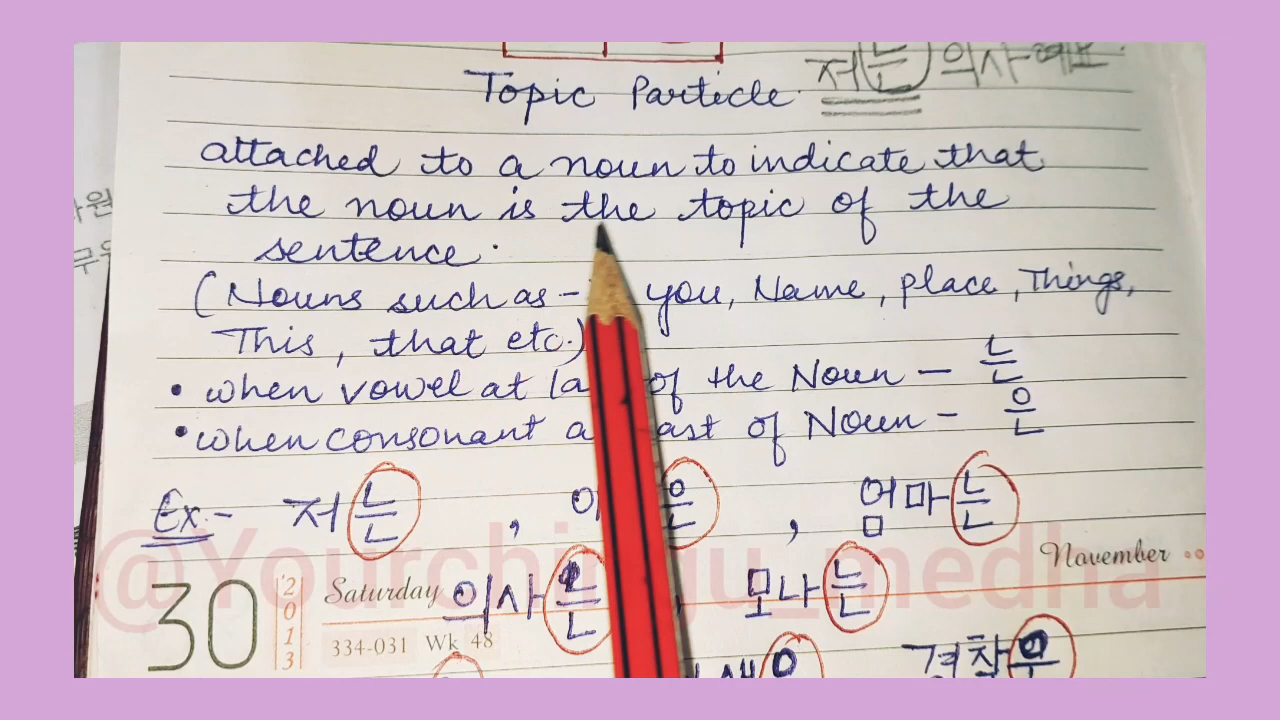 저는 의사예요.
Topic Particle
attached to a noun to indicate that
the noun is the topic of the
sentence.
(Nouns such as - you, Name, place, Things,
This, that etc.)
• when vowel at la of the Noun - 는
• when consonant a ast of Noun - 은
Ex- 저는, 은, 엄마는
@Yourchingu_medha
November
30 2013 Saturday 의사는, 모나는
334-031 Wk 48
경찰은